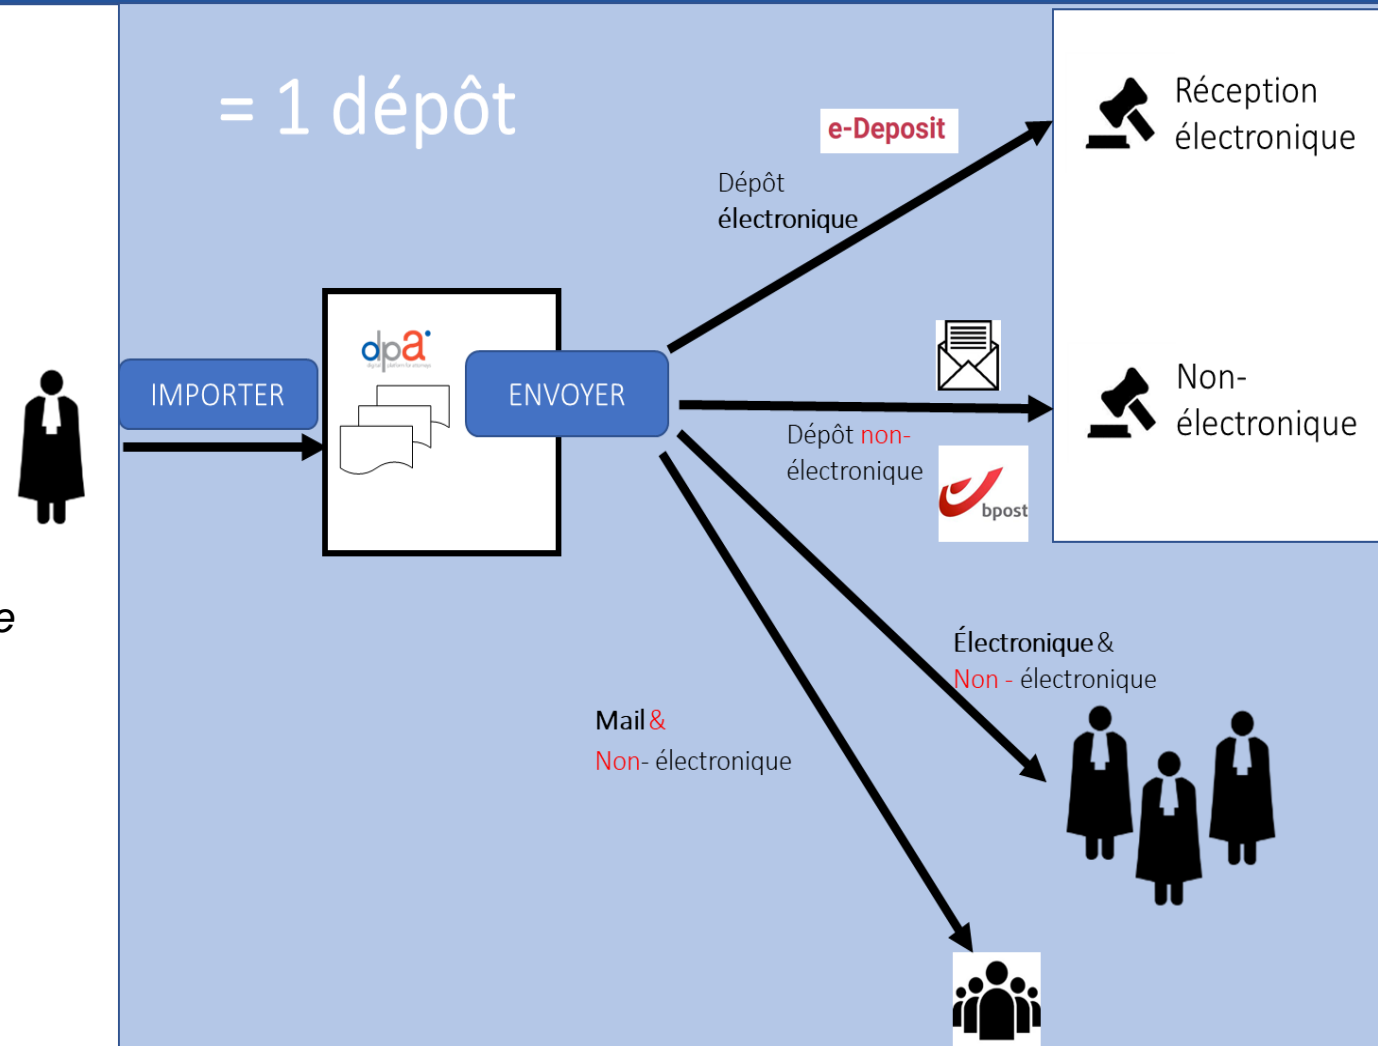 = 1 dépôt
e-Deposit
Réception
électronique
Dépôt
électronique
dpa
IMPORTER
ENVOYER
Non-
électronique
Dépôt non-
électronique
bpost
e
Électronique &
Non - électronique
Mail &
Non- électronique